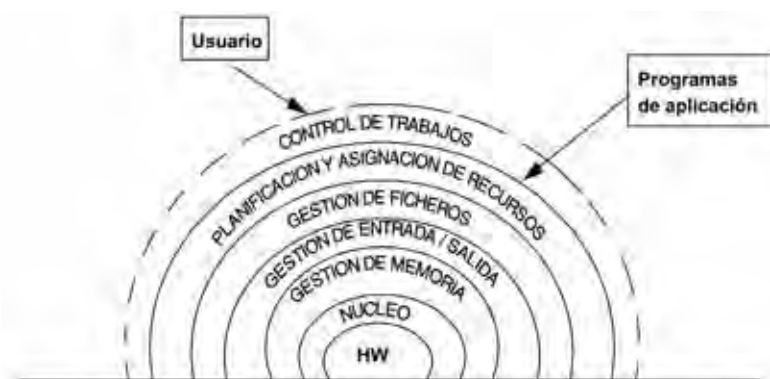 Usuario
Programas
de aplicación
CONTROL DE TRABAJOS
PLANIFICACION Y ASIGNACION DE RECURSOS
GESTION DE FICHEROS
GESTION DE ENTRADA / SALIDA
GESTION DE MEMORIA
NUCLEO
HW